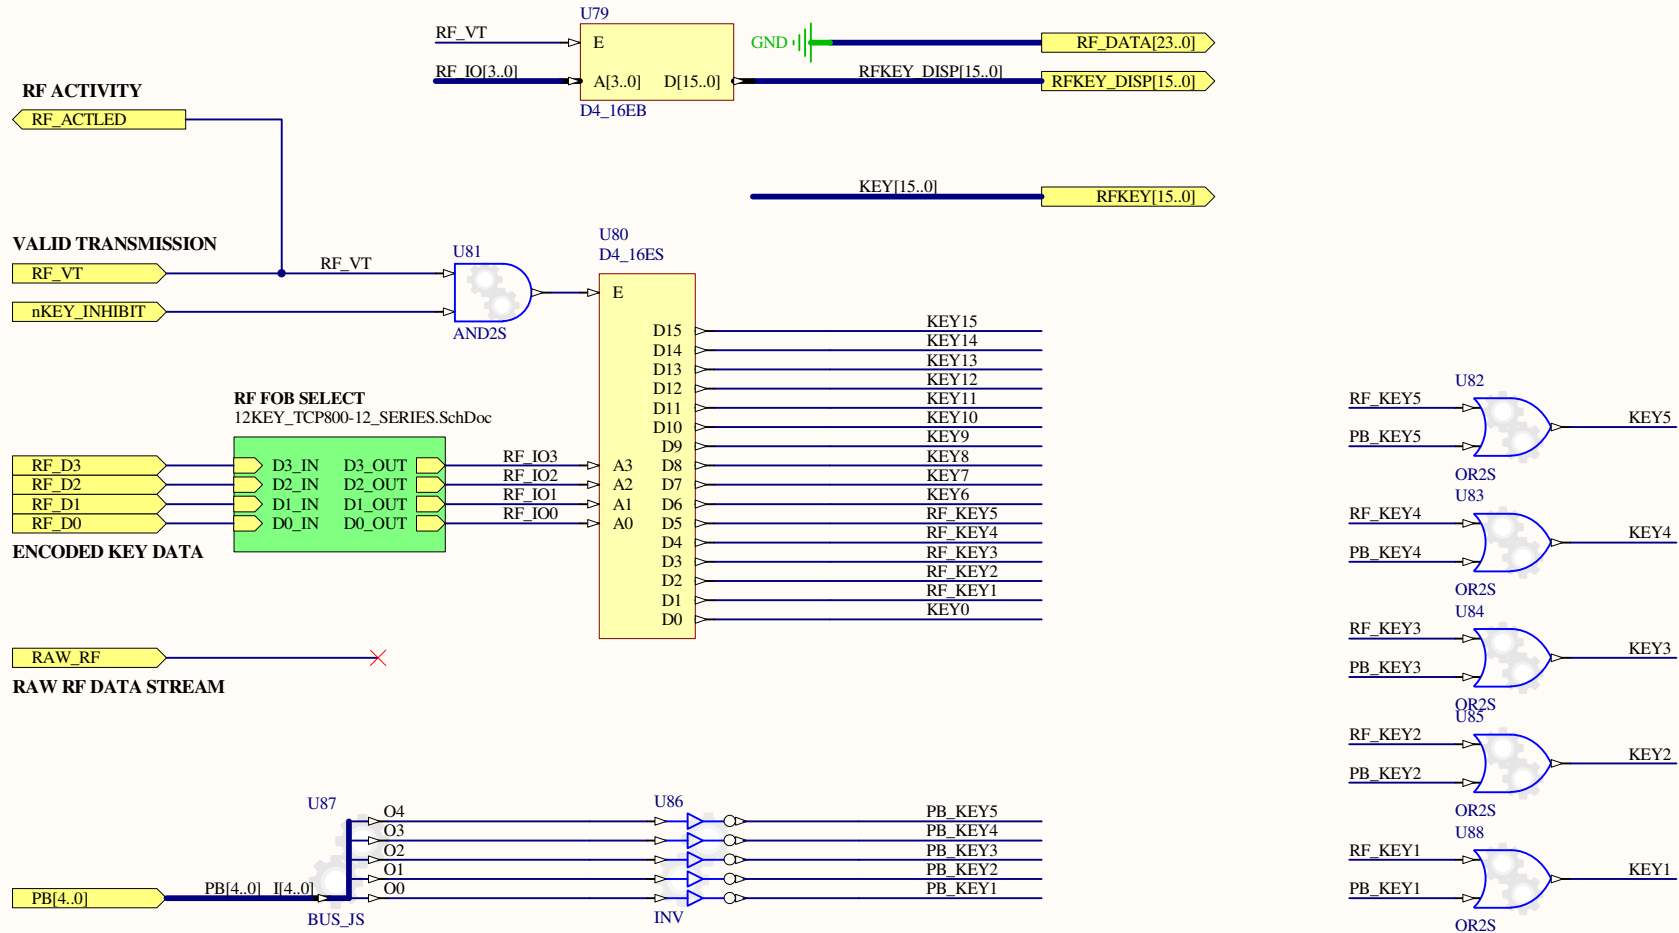 U79
RF_VT
E
GND
RF_DATA[23..0]
RF_IO[3..0]
A[3..0]
D[15..0]
RFKEY_DISP[15..0]
RFKEY_DISP[15..0]
D4_16EB
RF ACTIVITY
RF_ACTLED
KEY[15..0]
RFKEY[15..0]
VALID TRANSMISSION
RF_VT
RF_VT
nKEY_INHIBIT
U81
AND2S
U80
D4_16ES
E
D15
KEY15
D14
KEY14
D13
KEY13
D12
KEY12
D11
KEY11
D10
KEY10
D9
KEY9
D8
KEY8
D7
KEY7
D6
KEY6
D5
RF_KEY5
D4
RF_KEY4
D3
RF_KEY3
D2
RF_KEY2
D1
RF_KEY1
D0
KEY0
RF FOB SELECT
12KEY_TCP800-12_SERIES.SchDoc
RF_D3
D3_IN
D3_OUT
RF_IO3
A3
RF_D2
D2_IN
D2_OUT
RF_IO2
A2
RF_D1
D1_IN
D1_OUT
RF_IO1
A1
RF_D0
D0_IN
D0_OUT
RF_IO0
A0
ENCODED KEY DATA
RAW_RF
RAW RF DATA STREAM
U82
RF_KEY5
PB_KEY5
KEY5
OR2S
U83
RF_KEY4
PB_KEY4
KEY4
OR2S
U84
RF_KEY3
PB_KEY3
KEY3
OR2S
U85
RF_KEY2
PB_KEY2
KEY2
OR2S
U88
RF_KEY1
PB_KEY1
KEY1
OR2S
U87
U86
O4
PB_KEY5
O3
PB_KEY4
O2
PB_KEY3
O1
PB_KEY2
O0
PB_KEY1
PB[4..0]
PB[4..0]
I[4..0]
BUS_JS
INV